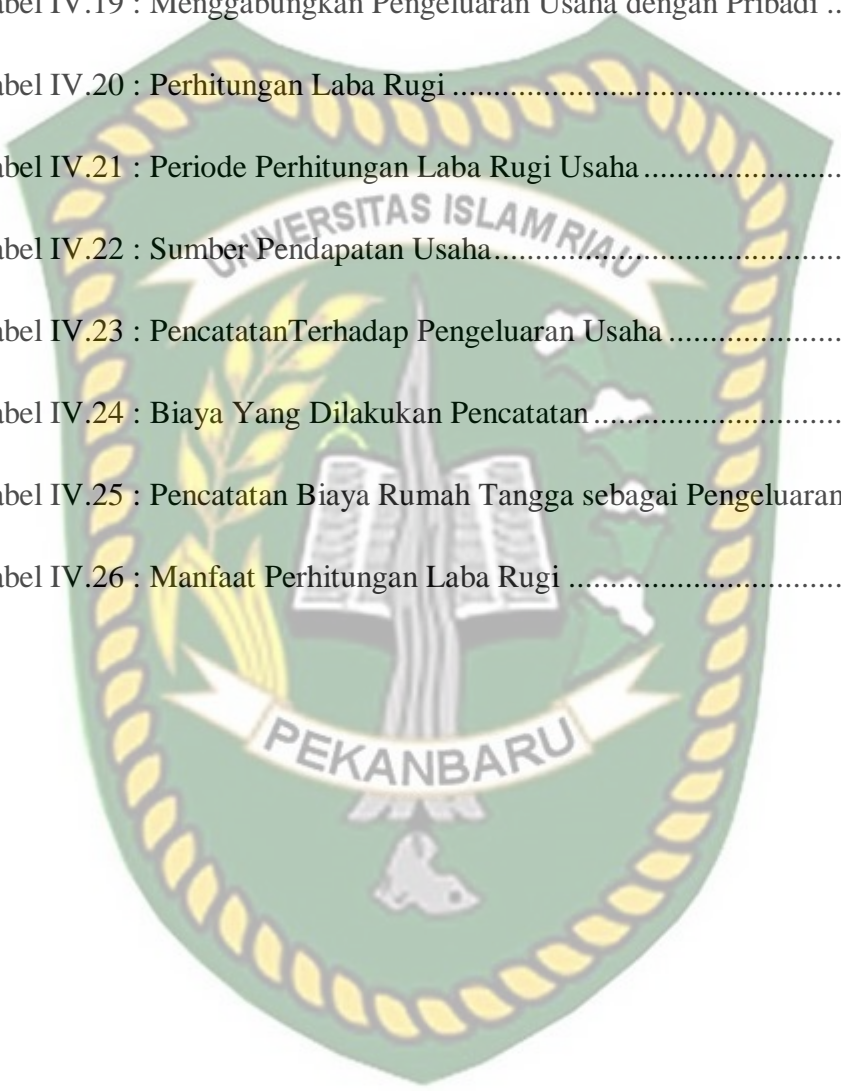 abel IV.19 : Menggabungkan Pengeluaran Usaha dengan Pribadi ..
abel IV.20 : Perhitungan Laba Rugi ................................................
abel IV.21 : Periode Perhitungan Laba Rugi Usaha ........................
UNIVERSITAS ISLAM RIAU
abel IV.22 : Sumber Pendapatan Usaha..........................................
abel IV.23 : PencatatanTerhadap Pengeluaran Usaha .....................
abel IV.24 : Biaya Yang Dilakukan Pencatatan ..............................
abel IV.25 : Pencatatan Biaya Rumah Tangga sebagai Pengeluaran
abel IV.26 : Manfaat Perhitungan Laba Rugi .................................
PEKANBARU